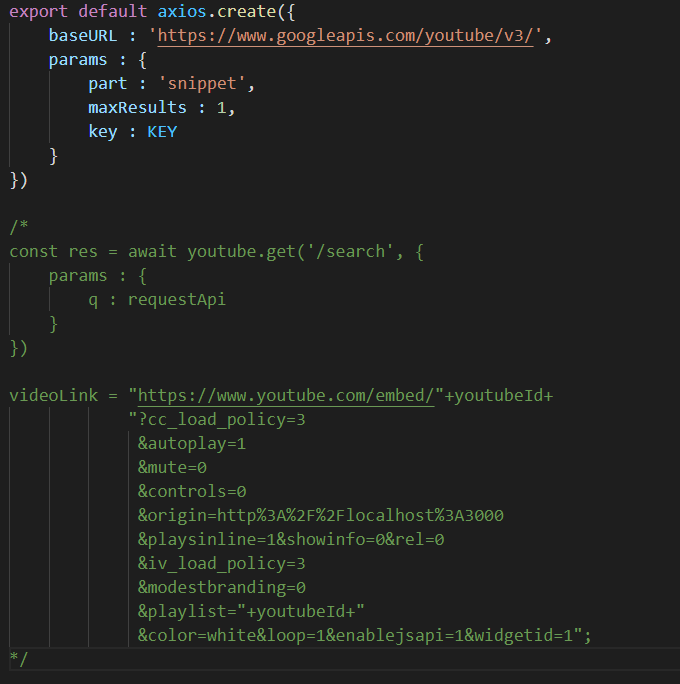 export default axios.create({
    baseURL : 'https://www.googleapis.com/youtube/v3/',
    params : {
        part : 'snippet',
        maxResults : 1,
        key : KEY
    }
})

/*
const res = await youtube.get('/search', {
    params : {
        q : requestApi
    }
})

videoLink = "https://www.youtube.com/embed/"+youtubeId+
            "?cc_load_policy=3
             &autoplay=1
             &mute=0
             &controls=0
             &origin=http%3A%2F%2Flocalhost%3A3000
             &playsinline=1&showinfo=0&rel=0
             &iv_load_policy=3
             &modestbranding=0
             &playlist="+youtubeId+"
             &color=white&loop=1&enablejsapi=1&widgetid=1";
*/